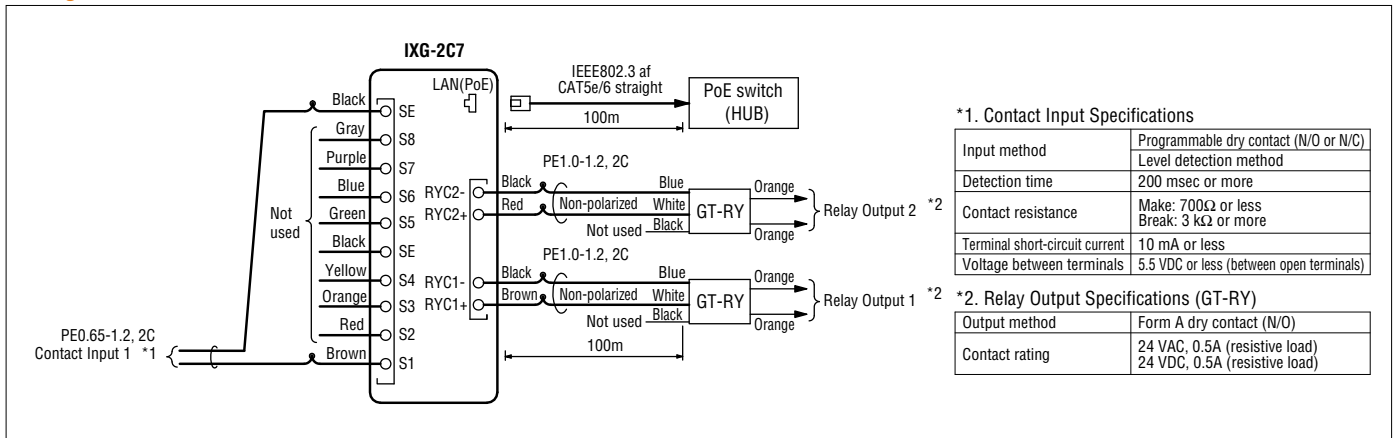 IXG-2C7
LAN(PoE)
IEEE802.3 af
CAT5e/6 straight
100m
PoE switch
(HUB)
Black
SE
Gray
S8
Purple
S7
Blue
S6
Green
S5
Black
SE
Yellow
S4
Orange
S3
Red
S2
Brown
S1
Not
used
PE0.65-1.2, 2C
Contact Input 1 *1
RYC2-
RYC2+
RYC1-
RYC1+
PE1.0-1.2, 2C
Black
Red
Non-polarized
Blue
White
Not used
Black
GT-RY
Orange
Orange
Relay Output 2 *2
PE1.0-1.2, 2C
Black
Brown
Non-polarized
Blue
White
Not used
Black
GT-RY
Orange
Orange
Relay Output 1 *2
100m
*1. Contact Input Specifications
Input method
Programmable dry contact (N/O or N/C)
Level detection method
Detection time
200 msec or more
Contact resistance
Make: 700Ω or less
Break: 3 kΩ or more
Terminal short-circuit current
10 mA or less
Voltage between terminals
5.5 VDC or less (between open terminals)
*2. Relay Output Specifications (GT-RY)
Output method
Form A dry contact (N/O)
Contact rating
24 VAC, 0.5A (resistive load)
24 VDC, 0.5A (resistive load)